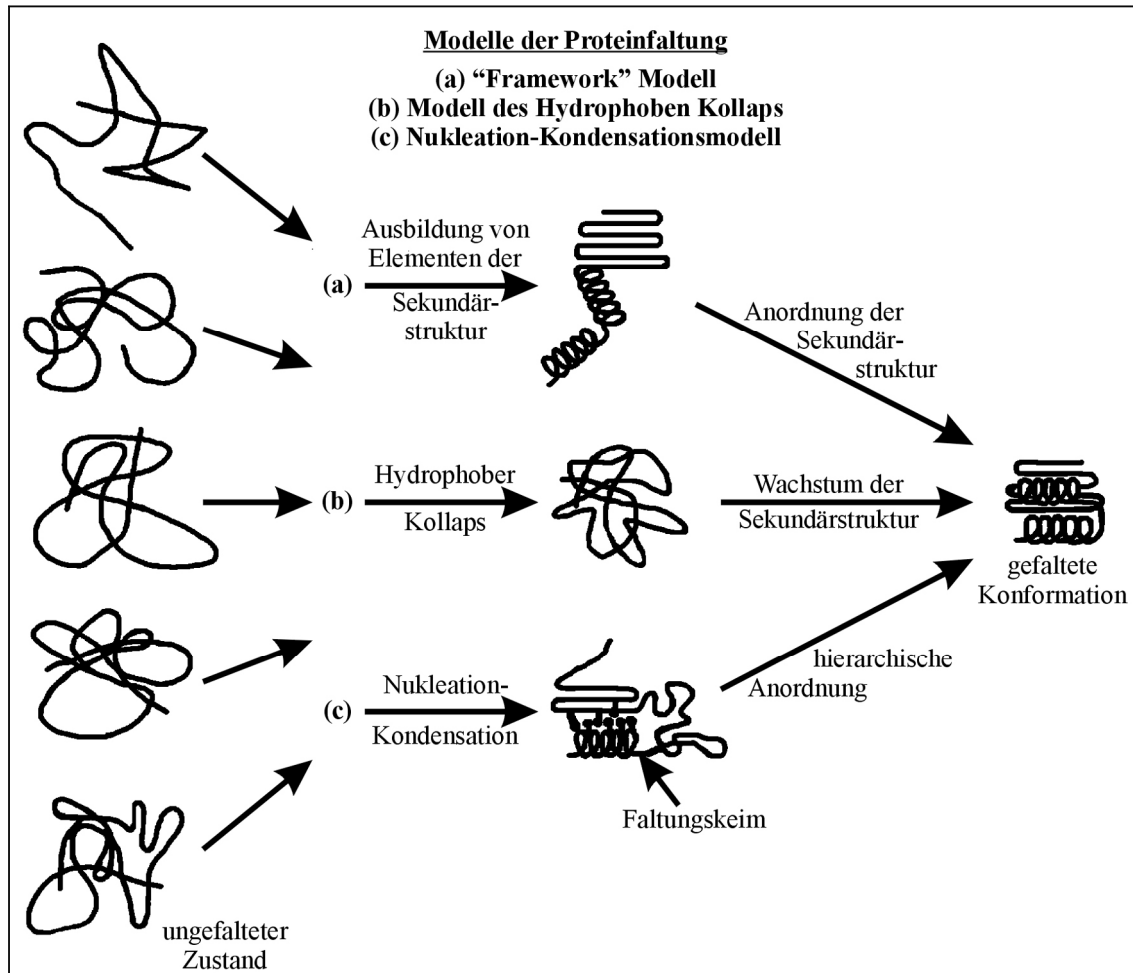 Modelle der Proteinfaltung
(a) “Framework” Modell
(b) Modell des Hydrophoben Kollaps
(c) Nukleation-Kondensationsmodell
(a)
Ausbildung von
Elementen der
Sekundär-
struktur
Anordnung der
Sekundär-
struktur
(b)
Hydrophober
Kollaps
Wachstum der
Sekundärstruktur
gefaltete
Konformation
(c)
Nukleation-
Kondensation
hierarchische
Anordnung
Faltungskeim
ungefalteter
Zustand